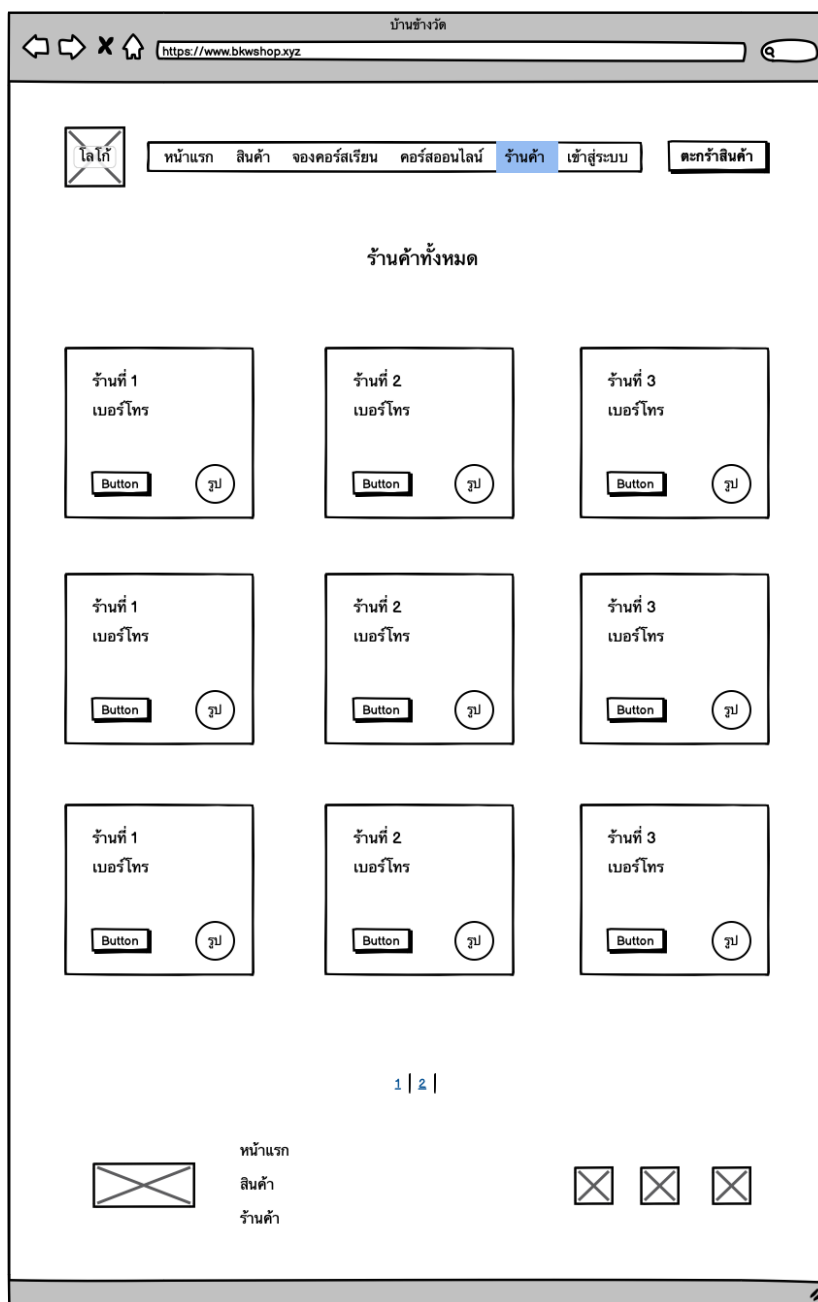 บ้านข้างวัด
https://www.bkwshop.xyz
โลโก้
หน้าแรก สินค้า จองคอร์สเรียน คอร์สออนไลน์ ร้านค้า เข้าสู่ระบบ
ตะกร้าสินค้า
ร้านค้าทั้งหมด
ร้านที่ 1
เบอร์โทร
Button
รูป
ร้านที่ 2
เบอร์โทร
Button
รูป
ร้านที่ 3
เบอร์โทร
Button
รูป
ร้านที่ 1
เบอร์โทร
Button
รูป
ร้านที่ 2
เบอร์โทร
Button
รูป
ร้านที่ 3
เบอร์โทร
Button
รูป
ร้านที่ 1
เบอร์โทร
Button
รูป
ร้านที่ 2
เบอร์โทร
Button
รูป
ร้านที่ 3
เบอร์โทร
Button
รูป
1 | 2 |
หน้าแรก
สินค้า
ร้านค้า